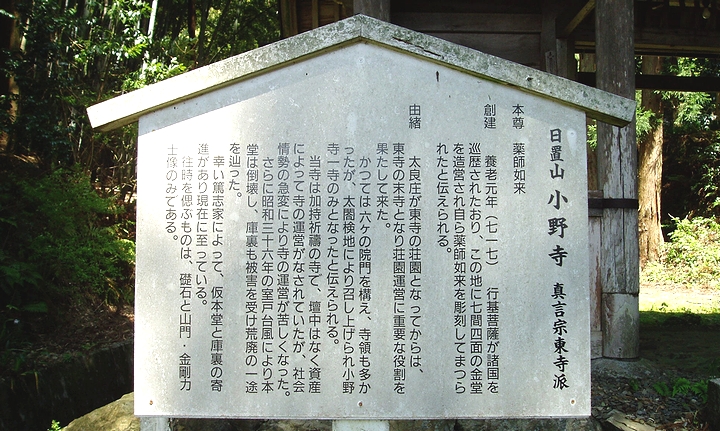 日置山 小野寺 真言宗東寺派
本尊 薬師如来
創建 養老元年（七一七） 行基菩薩が諸国を
巡歴されたおり、この地に七間四面の金堂
を造営され自ら薬師如来を彫刻してまつら
れたと伝えられる。
由緒 太良庄が東寺の荘園となってからは、
東寺の末寺となり荘園運営に重要な役割を
果たして来た。
かつては六ケの院門を構え、寺領も多か
ったが、太閤検地により召し上げられ小野
寺一寺のみとなったと伝えられる。
当寺は加持祈禱の寺で、壇中はなく資産
によって寺の運営がなされていたが、社会
情勢の急変により寺の運営が苦しくなった。
さらに昭和三十六年の室戸台風により本
堂は倒壊し、庫裏も被害を受け荒廃の一途
を辿った。
幸い篤志家によって、仮本堂と庫裏の寄
進があり現在に至っている。
往時を偲ぶものは、礎石と山門・金剛力
士像のみである。